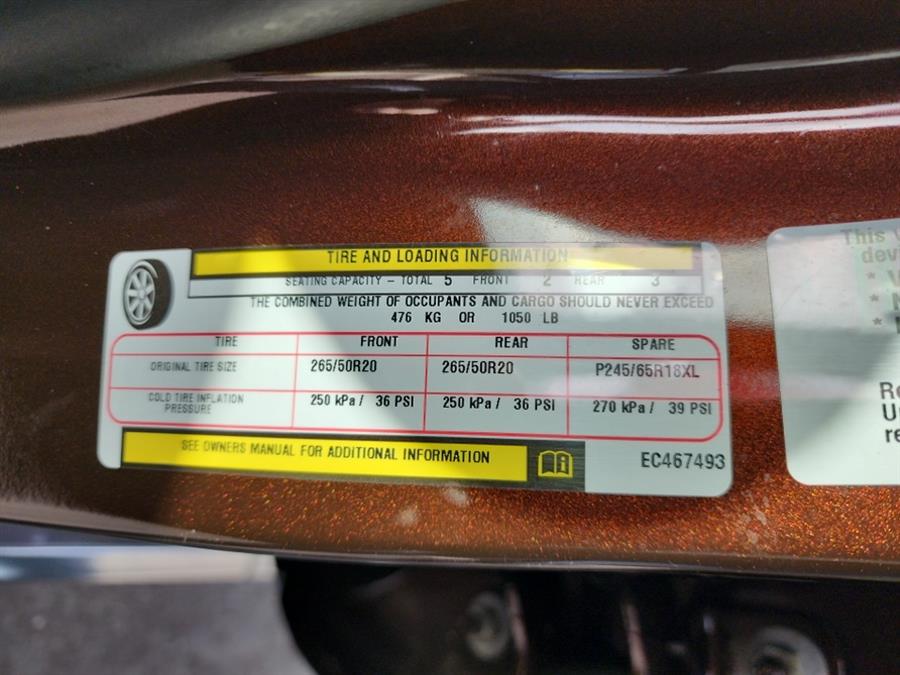 TIRE AND LOADING INFORMATION
SEATING CAPACITY – TOTAL 5 FRONT 2 REAR 3
THE COMBINED WEIGHT OF OCCUPANTS AND CARGO SHOULD NEVER EXCEED
476 KG OR 1050 LB
TIRE FRONT REAR SPARE
ORIGINAL TIRE SIZE 265/50R20 265/50R20 P245/65R18XL
COLD TIRE INFLATION PRESSURE 250 kPa / 36 PSI 250 kPa / 36 PSI 270 kPa / 39 PSI
SEE OWNERS MANUAL FOR ADDITIONAL INFORMATION
EC467493
This